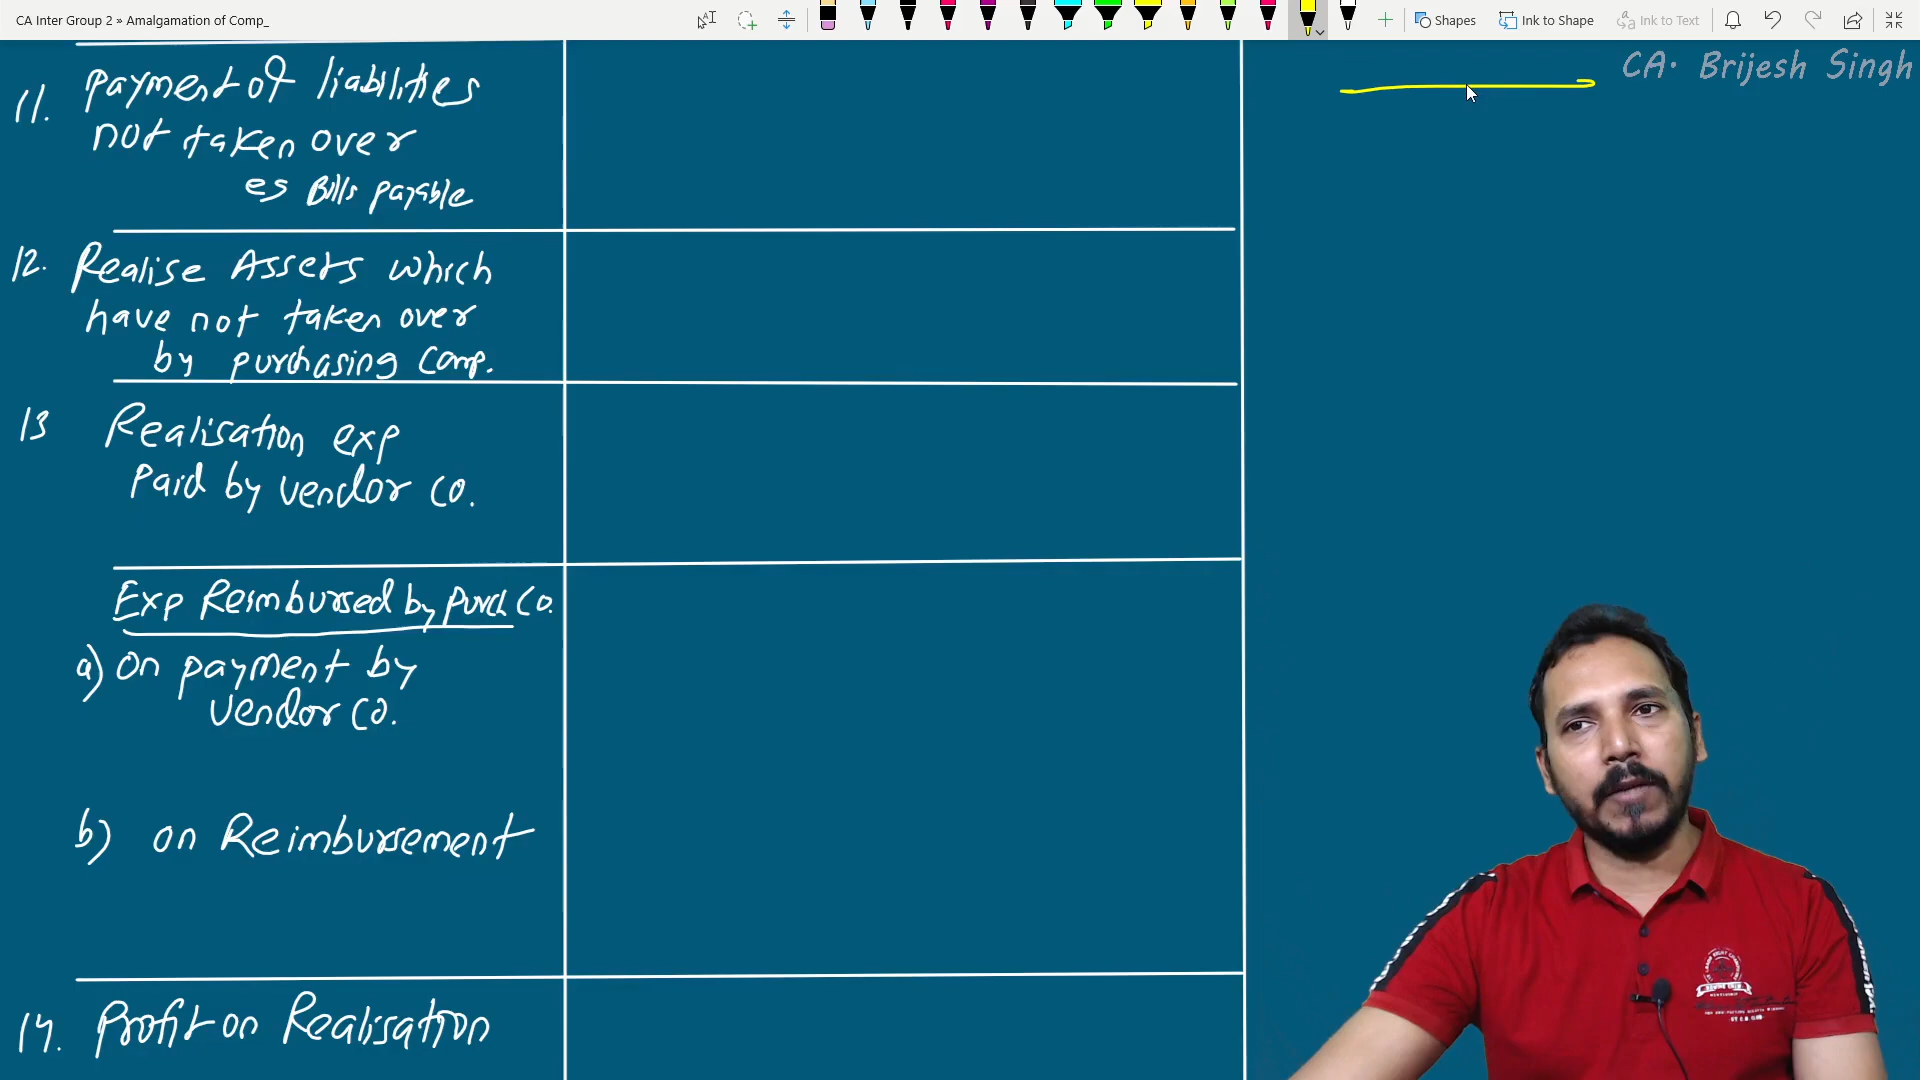 CA Inter Group 2 » Amalgamation of Comp_
Shapes
Ink to Shape
Ink to Text
CA. Brijesh Singh
11. payment of liabilities
not taken over
eg Bills payable
12. Realise Assets which
have not taken over
by purchasing Comp.
13 Realisation exp
Paid by vendor co.
Exp Reimbursed by purch Co.
a) on payment by
vendor co.
b) on Reimbursement
14. Profit on Realisation